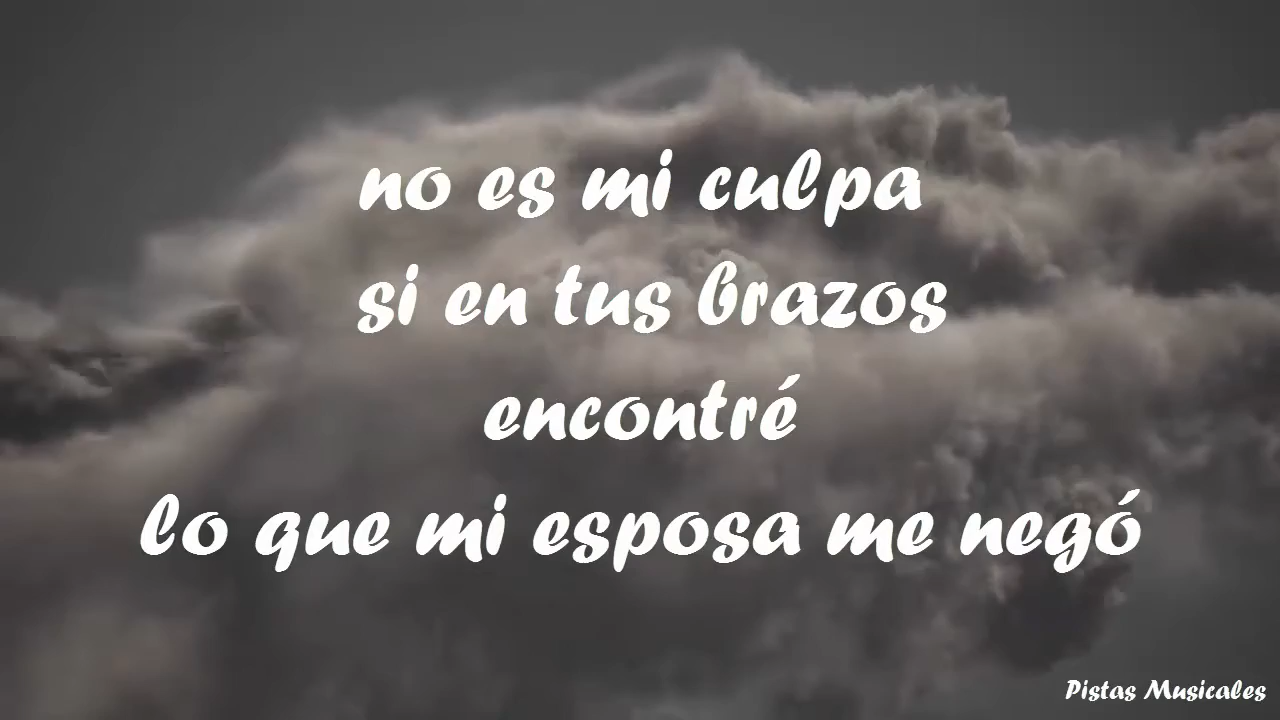 no es mi culpa
si en tus brazos
encontré
lo que mi esposa me negó
Pistas Musicales